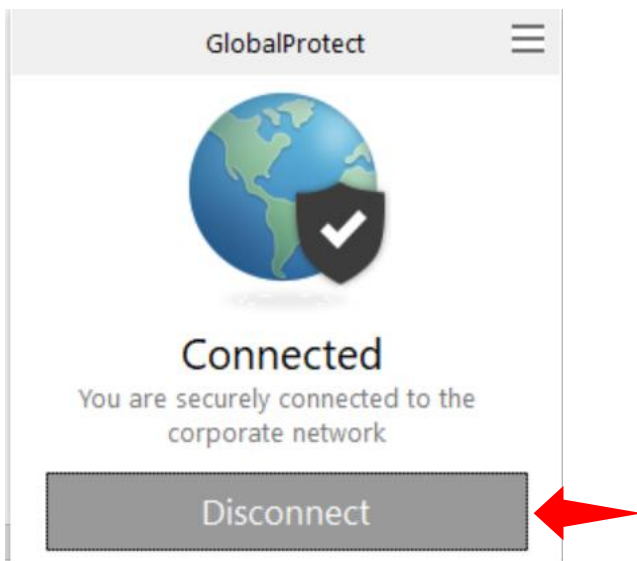 GlobalProtect
Connected
You are securely connected to the
corporate network
Disconnect